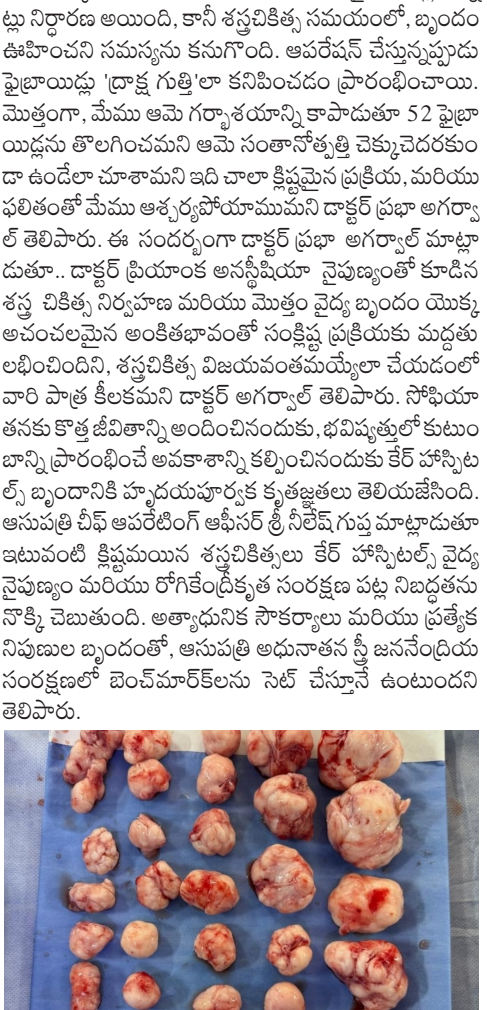 ట్లు నిర్ధారణ అయింది, కానీ శస్త్రచికిత్స సమయంలో, బృందం
ఊహించని సమస్యను కనుగొంది. ఆపరేషన్ చేస్తున్నప్పుడు
ఫైబ్రాయిడ్లు 'ద్రాక్ష గుత్తి'లా కనిపించడం ప్రారంభించాయి.
మొత్తంగా, మేము ఆమె గర్భాశయాన్ని కాపాడుతూ 52 ఫైబ్రా
యిడ్లను తొలగించమని ఆమె సంతానోత్పత్తి చెక్కుచెదరకుం
డా ఉండేలా చూశామని ఇది చాలా క్లిష్టమైన ప్రక్రియ, మరియు
ఫలితంతో మేము ఆశ్చర్యపోయాముమని డాక్టర్ ప్రభా అగర్వా
ల్ తెలిపారు. ఈ సందర్భంగా డాక్టర్ ప్రభా అగర్వాల్ మాట్లా
డుతూ.. డాక్టర్ ప్రియాంక అనస్థీషియా నైపుణ్యంతో కూడిన
శస్త్ర చికిత్స నిర్వహణ మరియు మొత్తం వైద్య బృందం యొక్క
అచంచలమైన అంకితభావంతో సంక్లిష్ట ప్రక్రియకు మద్దతు
లభించిందిని, శస్త్రచికిత్స విజయవంతమయ్యేలా చేయడంలో
వారి పాత్ర కీలకమని డాక్టర్ అగర్వాల్ తెలిపారు. సోఫియా
తనకు కొత్త జీవితాన్ని అందించినందుకు, భవిష్యత్తులో కుటుం
బాన్ని ప్రారంభించే అవకాశాన్ని కల్పించినందుకు కేర్ హాస్పిట
ల్స్ బృందానికి హృదయపూర్వక కృతజ్ఞతలు తెలియజేసింది.
ఆసుపత్రి చీఫ్ ఆపరేటింగ్ ఆఫీసర్ శ్రీ నీలేష్ గుప్త మాట్లాడుతూ
ఇటువంటి క్లిష్టమయిన శస్త్రచికిత్సలు కేర్ హాస్పిటల్స్ వైద్య
నైపుణ్యం మరియు రోగికేంద్రీకృత సంరక్షణ పట్ల నిబద్ధతను
నొక్కి చెబుతుంది. అత్యాధునిక సౌకర్యాలు మరియు ప్రత్యేక
నిపుణుల బృందంతో, ఆసుపత్రి అధునాతన స్త్రీ జననేంద్రియ
సంరక్షణలో బెంచ్‌మార్క్‌లను సెట్ చేస్తూనే ఉంటుందని
తెలిపారు.